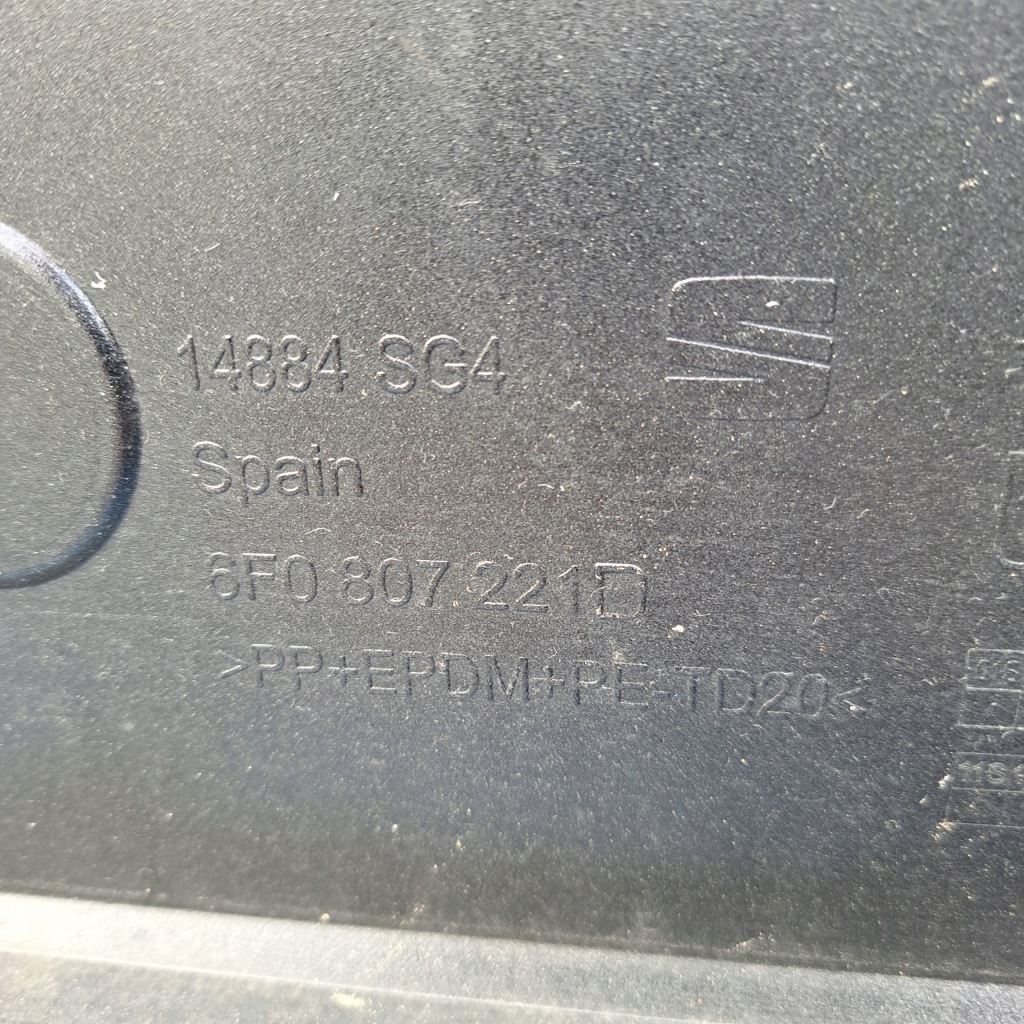 14884 SG4
Spain
6F0 807 221D
>PP+EPDM+PE-TD20<